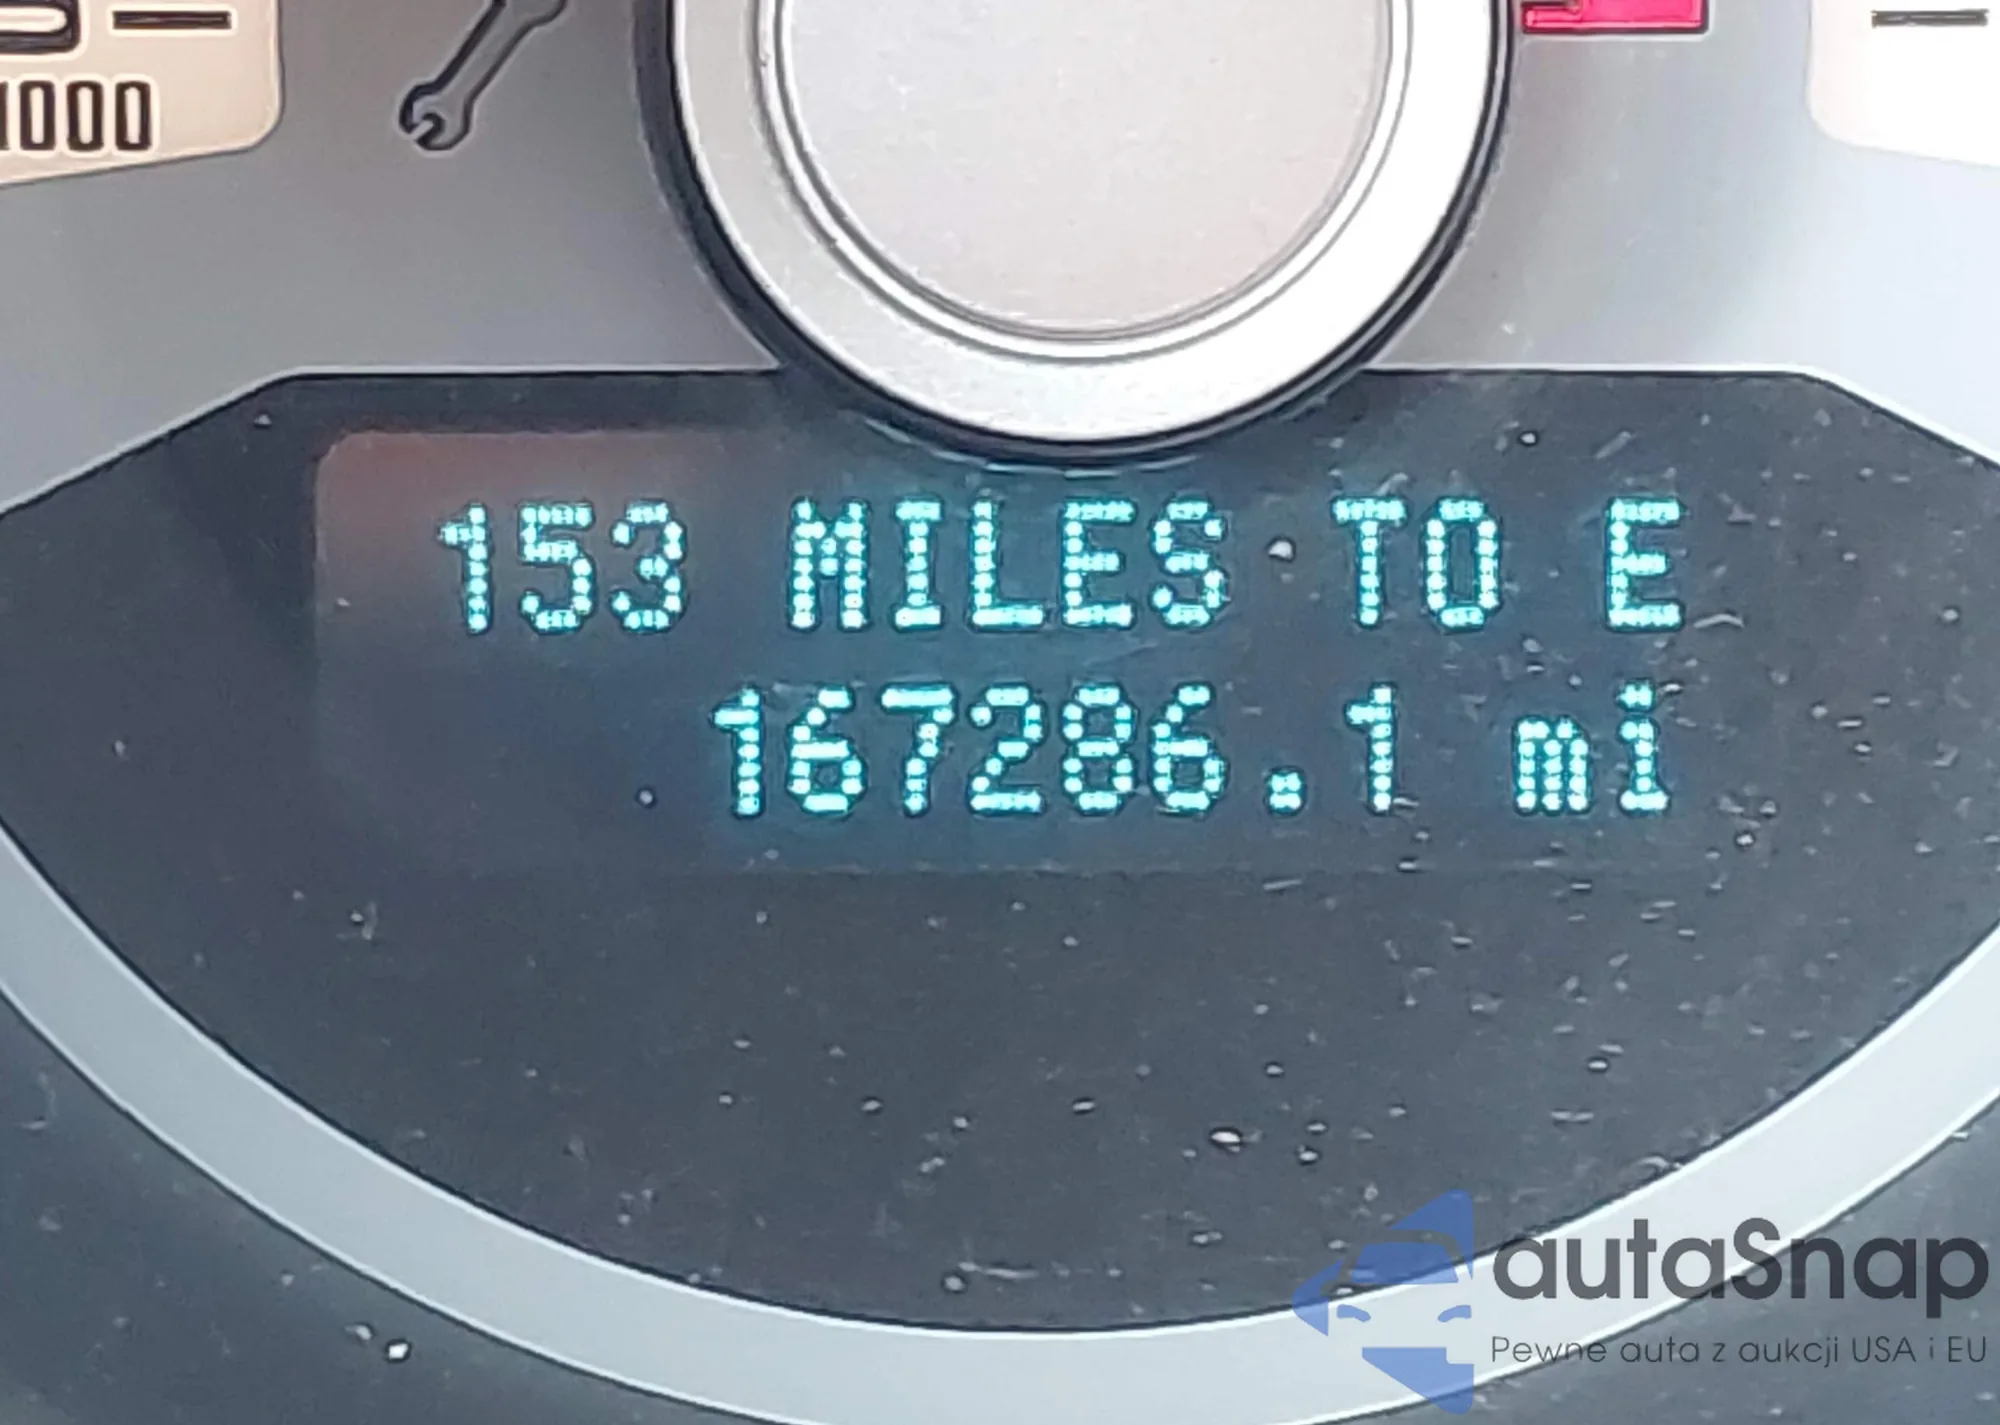 1000
153 MILES TO E
167286.1 mi
autaSnap
Pewne auta z aukcji USA i EU